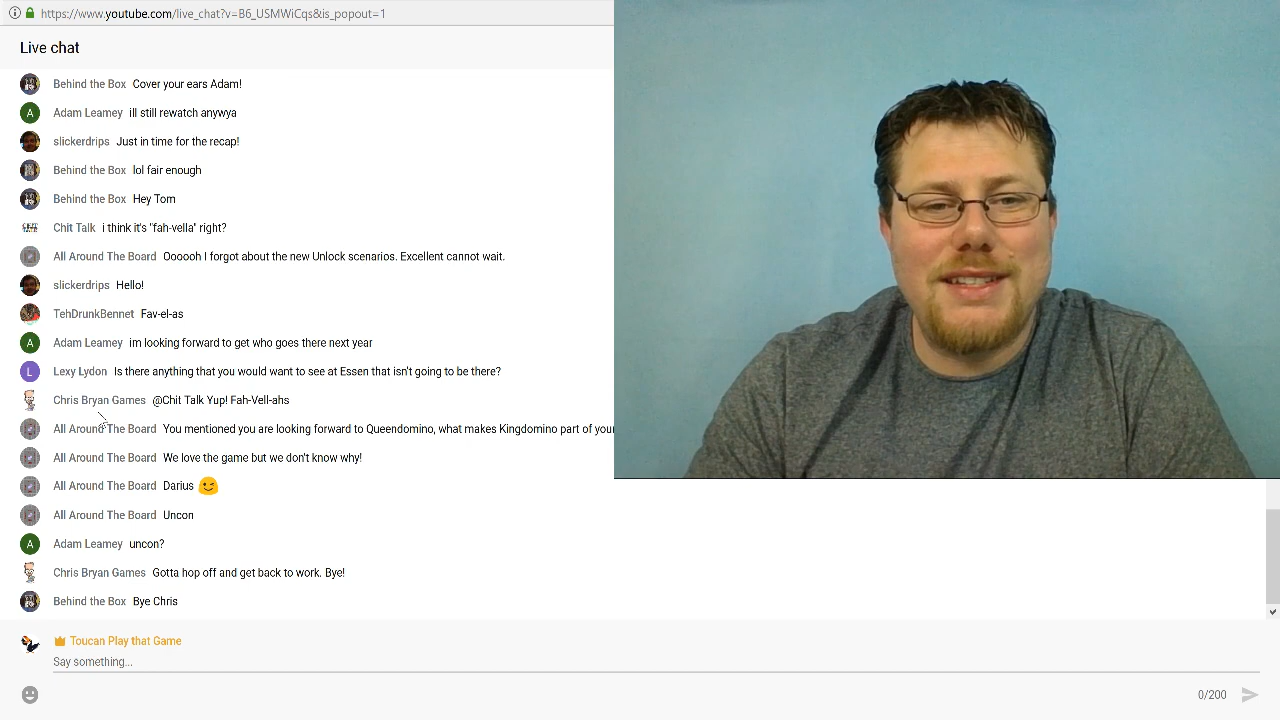 https://www.youtube.com/live_chat?v=B6_USMWiCqs&is_popout=1
Live chat
Behind the Box Cover your ears Adam!
A Adam Leamey ill still rewatch anywya
slickerdrips Just in time for the recap!
Behind the Box lol fair enough
Behind the Box Hey Tom
Chit Talk i think it's "fah-vella" right?
All Around The Board Oooooh I forgot about the new Unlock scenarios. Excellent cannot wait.
slickerdrips Hello!
TehDrunkBennet Fav-el-as
A Adam Leamey im looking forward to get who goes there next year
L Lexy Lydon Is there anything that you would want to see at Essen that isn't going to be there?
Chris Bryan Games @Chit Talk Yup! Fah-Vell-ahs
All Around The Board You mentioned you are looking forward to Queendomino, what makes Kingdomino part of your
All Around The Board We love the game but we don't know why!
All Around The Board Darius 😉
All Around The Board Uncon
A Adam Leamey uncon?
Chris Bryan Games Gotta hop off and get back to work. Bye!
Behind the Box Bye Chris
Toucan Play that Game
Say something...
0/200